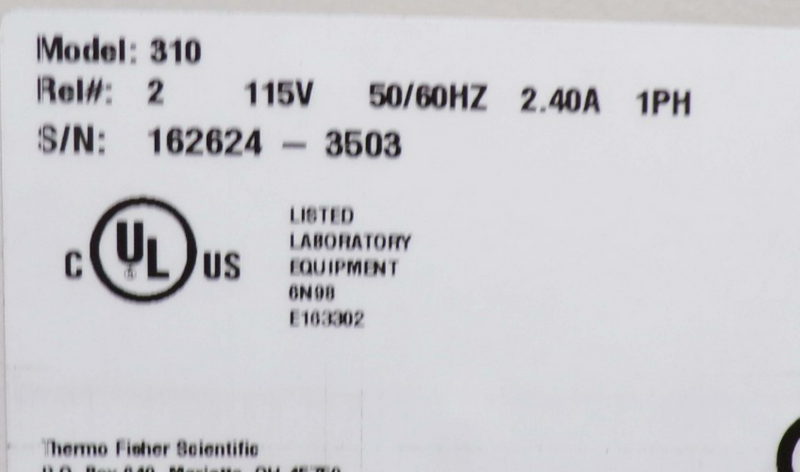 Model: 310
Rel#: 2 115V 50/60HZ 2.40A 1PH
S/N: 162624 – 3503
C UL US
LISTED
LABORATORY
EQUIPMENT
6N98
E163302
Thermo Fisher Scientific